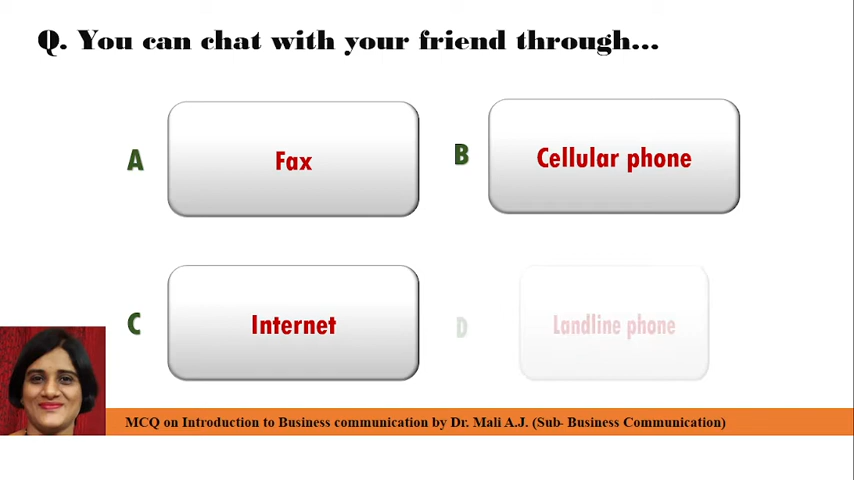 Q. You can chat with your friend through...
A Fax
B Cellular phone
C Internet
D Landline phone
MCQ on Introduction to Business communication by Dr. Mali A.J. (Sub- Business Communication)